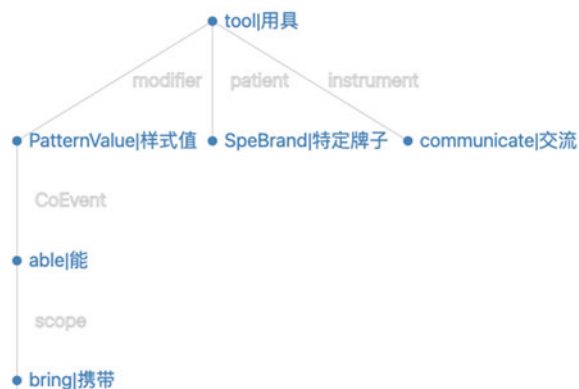 tool|用具
modifier patient instrument
PatternValue|样式值 SpeBrand|特定牌子 communicate|交流
CoEvent
able|能
scope
bring|携带